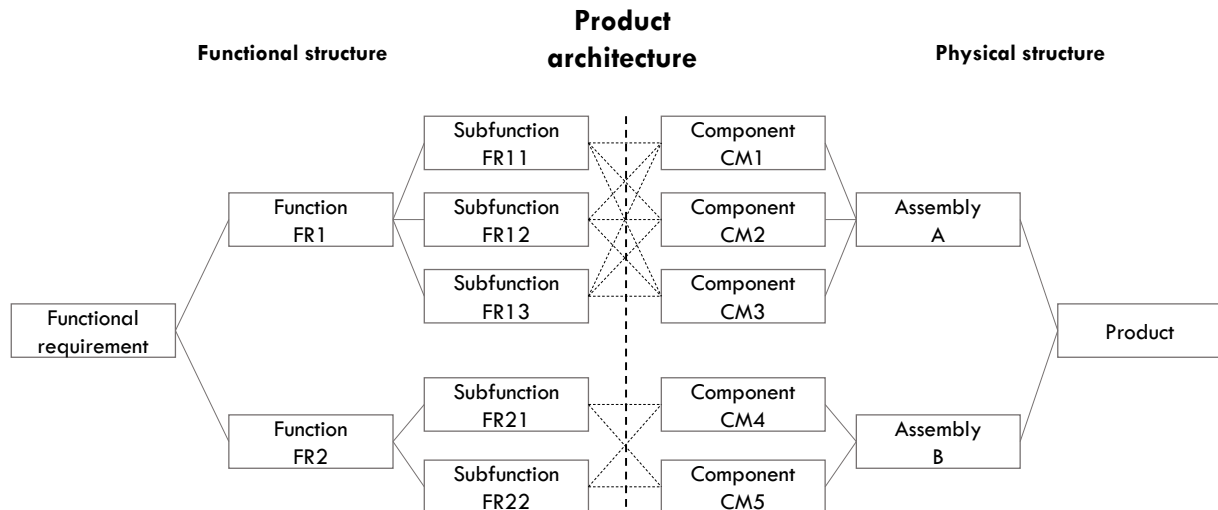 Product
architecture
Functional structure
Physical structure
Subfunction
FR11
Component
CM1
Function
FR1
Subfunction
FR12
Component
CM2
Assembly
A
Subfunction
FR13
Component
CM3
Functional
requirement
Product
Subfunction
FR21
Component
CM4
Function
FR2
Assembly
B
Subfunction
FR22
Component
CM5